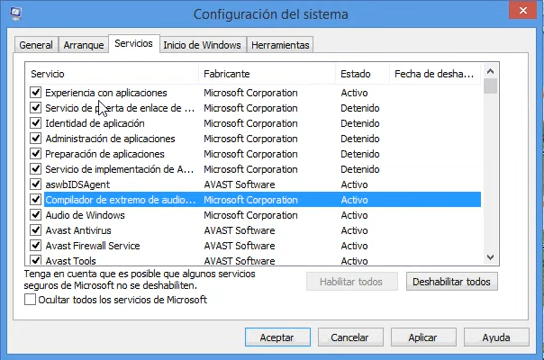 Configuración del sistema
General Arranque Servicios Inicio de Windows Herramientas
Servicio Fabricante Estado Fecha de desha...
Experiencia con aplicaciones Microsoft Corporation Activo
Servicio de puerta de enlace de ... Microsoft Corporation Detenido
Identidad de aplicación Microsoft Corporation Detenido
Administración de aplicaciones Microsoft Corporation Detenido
Preparación de aplicaciones Microsoft Corporation Detenido
Servicio de implementación de A... Microsoft Corporation Detenido
aswbIDSAgent AVAST Software Activo
Compilador de extremo de audio... Microsoft Corporation Activo
Audio de Windows Microsoft Corporation Activo
Avast Antivirus AVAST Software Activo
Avast Firewall Service AVAST Software Activo
Avast Tools AVAST Software Activo
Tenga en cuenta que es posible que algunos servicios
seguros de Microsoft no se deshabiliten.
Habilitar todos Deshabilitar todos
Ocultar todos los servicios de Microsoft
Aceptar Cancelar Aplicar Ayuda